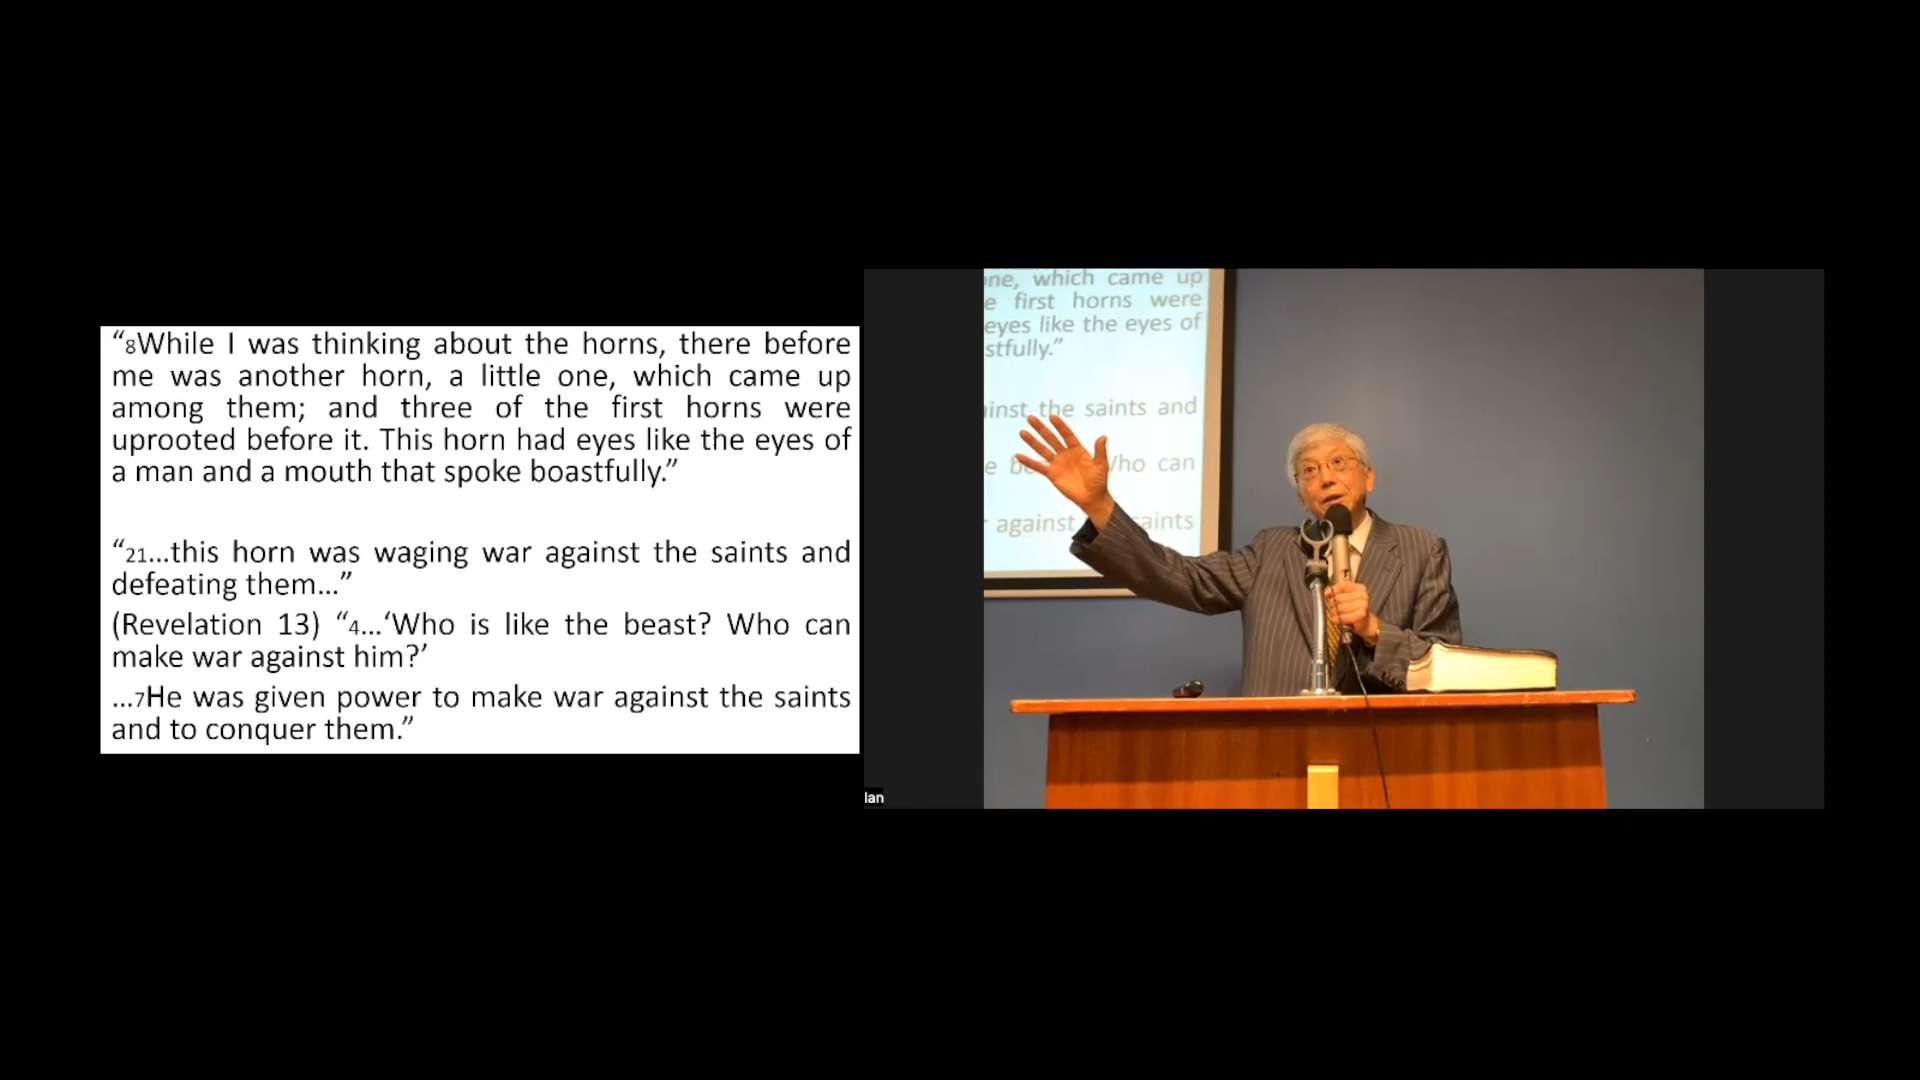 “8While I was thinking about the horns, there before
me was another horn, a little one, which came up
among them; and three of the first horns were
uprooted before it. This horn had eyes like the eyes of
a man and a mouth that spoke boastfully.”
“21...this horn was waging war against the saints and
defeating them...”
(Revelation 13) “4...‘Who is like the beast? Who can
make war against him?’
...7He was given power to make war against the saints
and to conquer them.”
ne, which came up
e first horns were
eyes like the eyes of
stfully.”
inst the saints and
e be Who can
against saints
lan